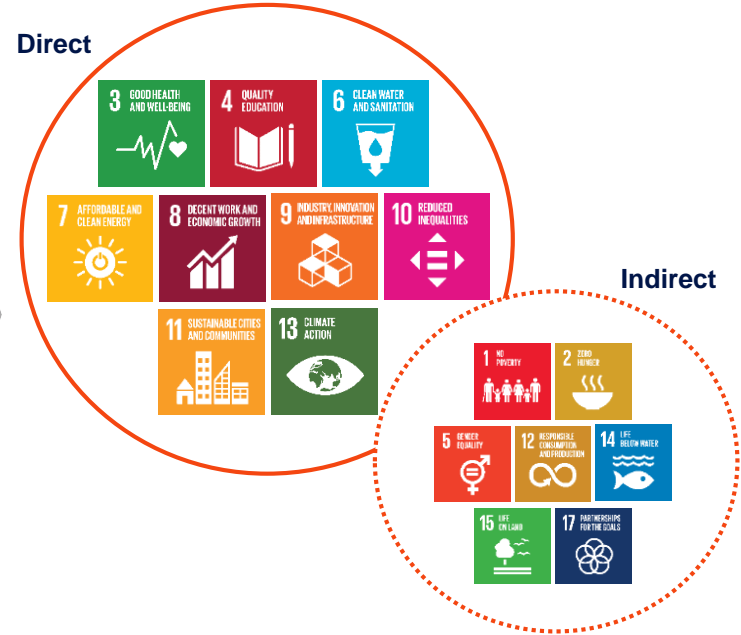 Direct
3 GOOD HEALTH
AND WELL-BEING
4 QUALITY
EDUCATION
6 CLEAN WATER
AND SANITATION
7 AFFORDABLE AND
CLEAN ENERGY
8 DECENT WORK AND
ECONOMIC GROWTH
9 INDUSTRY, INNOVATION
AND INFRASTRUCTURE
10 REDUCED
INEQUALITIES
11 SUSTAINABLE CITIES
AND COMMUNITIES
13 CLIMATE
ACTION
Indirect
1 NO
POVERTY
2 ZERO
HUNGER
5 GENDER
EQUALITY
12 RESPONSIBLE
CONSUMPTION
AND PRODUCTION
14 LIFE
BELOW WATER
15 LIFE
ON LAND
17 PARTNERSHIPS
FOR THE GOALS